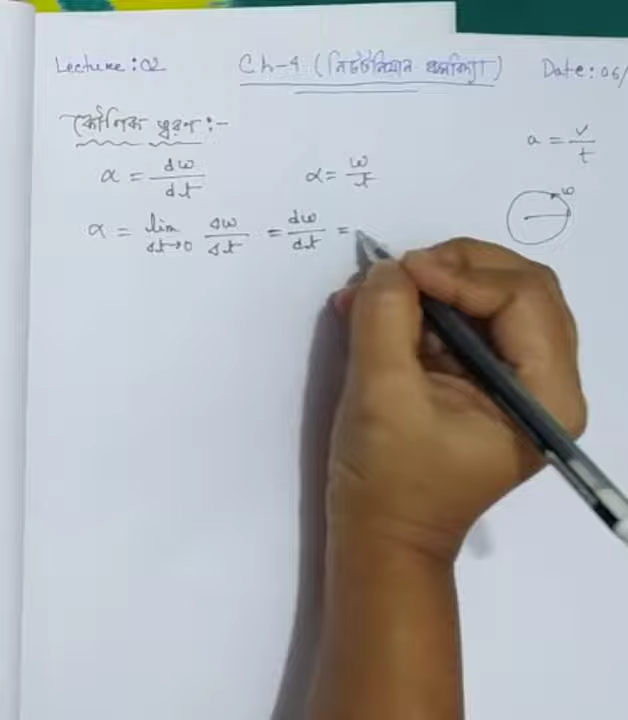 Lecture : 02 Ch-4 (নিউটনিয়ান বলবিদ্যা) Date : 06/
কৌণিক ত্বরণ :-
a = v/t
α = dω/dt α = ω/t
ω
α = lim Δt→0 Δω/Δt = dω/dt =